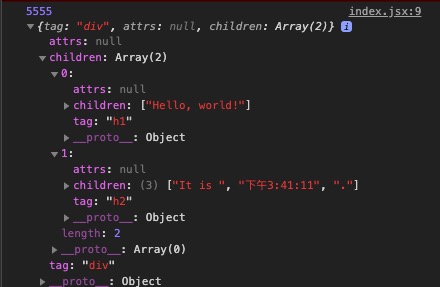 5555 index.jsx:9
▼{tag: "div", attrs: null, children: Array(2)} i
attrs: null
▼children: Array(2)
▼0:
attrs: null
▶children: ["Hello, world!"]
tag: "h1"
▶__proto__: Object
▼1:
attrs: null
▶children: (3) ["It is ", "下午3:41:11", "."]
tag: "h2"
▶__proto__: Object
length: 2
▶__proto__: Array(0)
tag: "div"
▶__proto__: Object